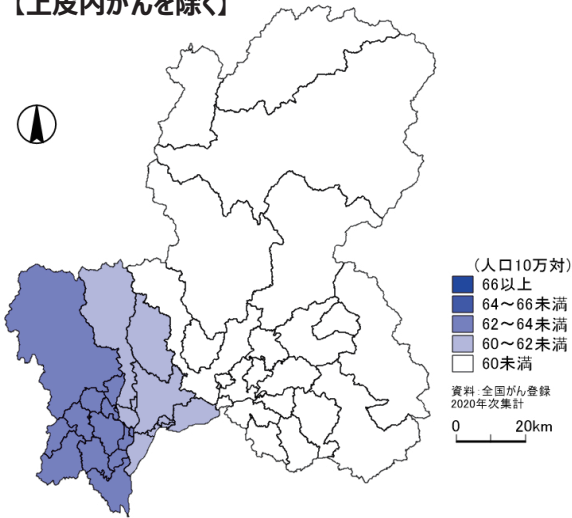 【上皮内がんを除く】
(人口10万対)
66以上
64～66未満
62～64未満
60～62未満
60未満
資料:全国がん登録
2020年次集計
0 20km